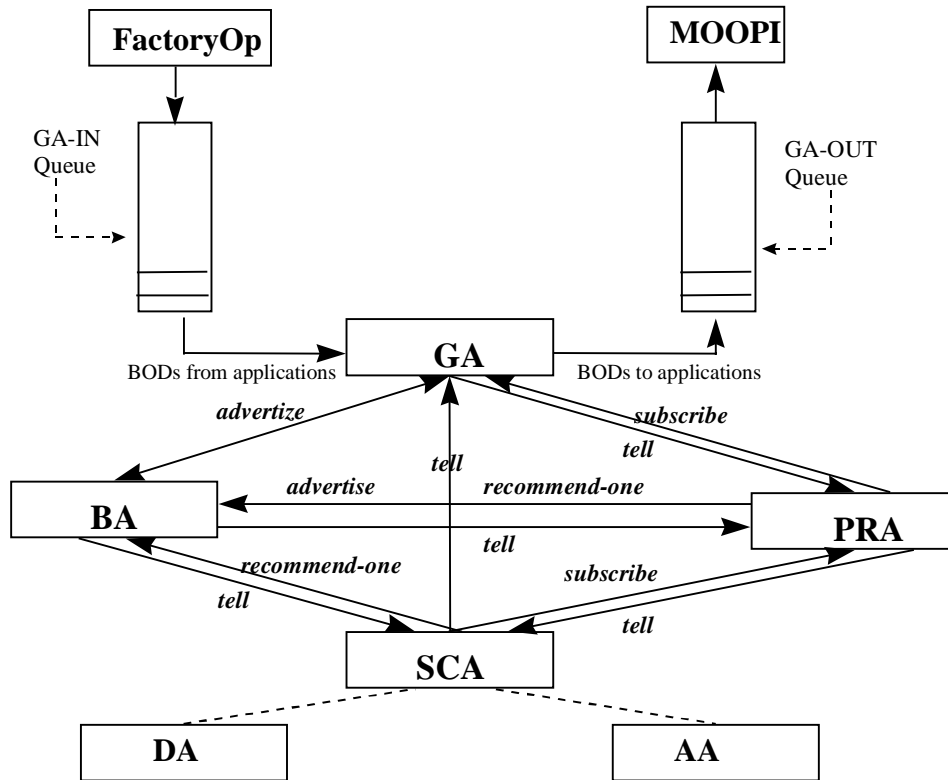 FactoryOp
MOOPI
GA-IN
Queue
GA-OUT
Queue
GA
BODs from applications
BODs to applications
advertize
subscribe
tell
tell
advertise
recommend-one
BA
PRA
tell
recommend-one
subscribe
tell
tell
SCA
DA
AA